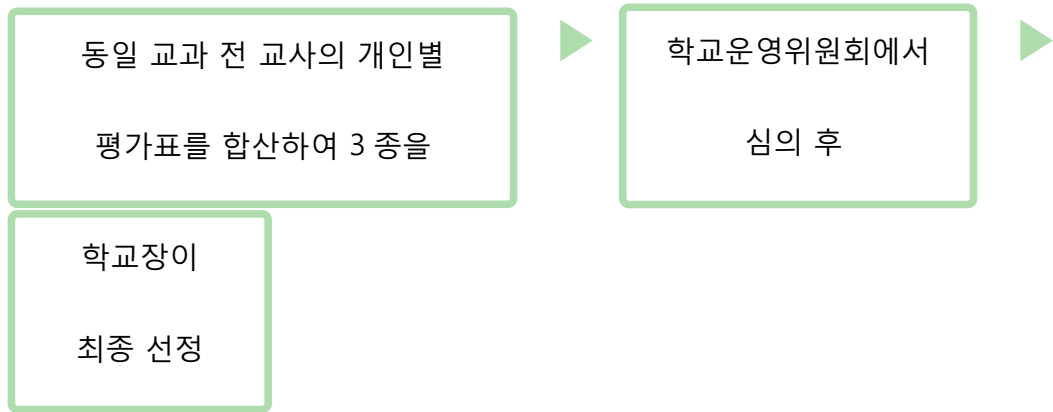 동일 교과 전 교사의 개인별
평가표를 합산하여 3종을
학교운영위원회에서
심의 후
학교장이
최종 선정